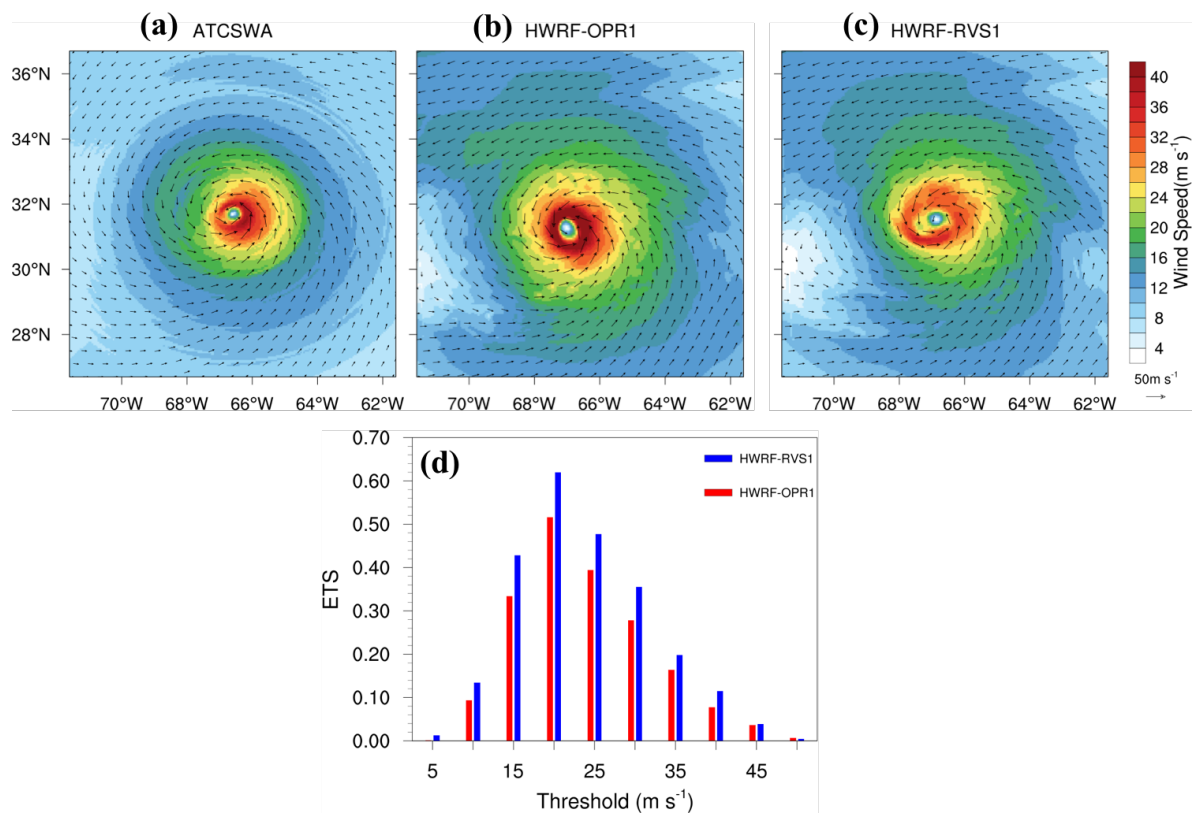 (a) ATCSWA
(b) HWRF-OPR1
(c) HWRF-RVS1
36°N
34°N
32°N
30°N
28°N
70°W 68°W 66°W 64°W 62°W
70°W 68°W 66°W 64°W 62°W
70°W 68°W 66°W 64°W 62°W
40
36
32
28
24
20
16
12
8
4
Wind Speed(m s⁻¹)
50m s⁻¹
(d)
HWRF-RVS1
HWRF-OPR1
ETS
0.70
0.60
0.50
0.40
0.30
0.20
0.10
0.00
5 15 25 35 45
Threshold (m s⁻¹)